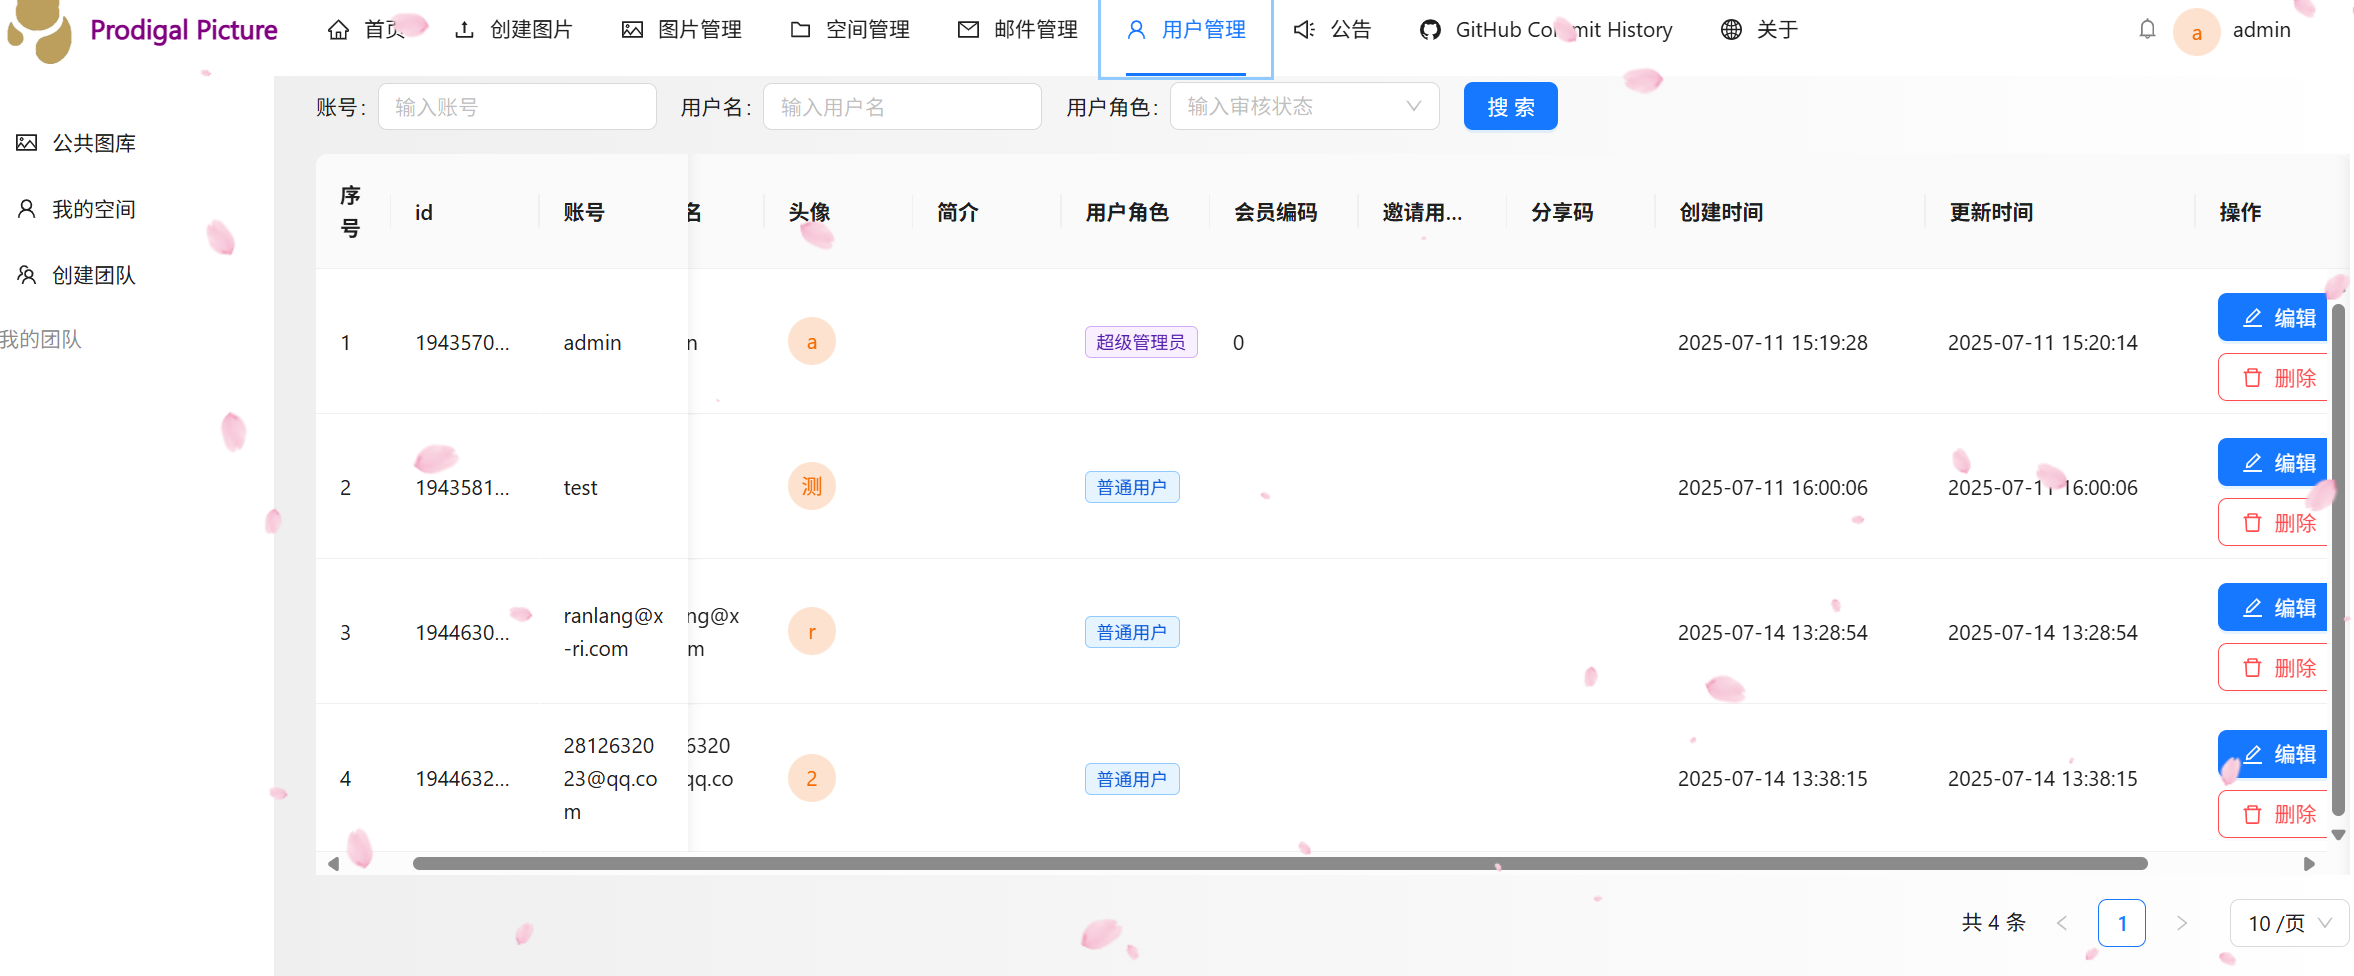 Prodigal Picture
首页
创建图片
图片管理
空间管理
邮件管理
用户管理
公告
GitHub Commit History
关于
a
admin
公共图库
我的空间
创建团队
我的团队
账号:
输入账号
用户名:
输入用户名
用户角色:
输入审核状态
搜 索
序号 id 账号 名 头像 简介 用户角色 会员编码 邀请用... 分享码 创建时间 更新时间 操作
1 1943570... admin n a 超级管理员 0 2025-07-11 15:19:28 2025-07-11 15:20:14 编辑
删除
2 1943581... test 测 普通用户 2025-07-11 16:00:06 2025-07-11 16:00:06 编辑
删除
3 1944630... ranlang@x ng@x r 普通用户 2025-07-14 13:28:54 2025-07-14 13:28:54 编辑
-ri.com m
删除
4 1944632... 28126320 6320 2 普通用户 2025-07-14 13:38:15 2025-07-14 13:38:15 编辑
23@qq.co qq.co
m
删除
共 4 条
1
10 /页